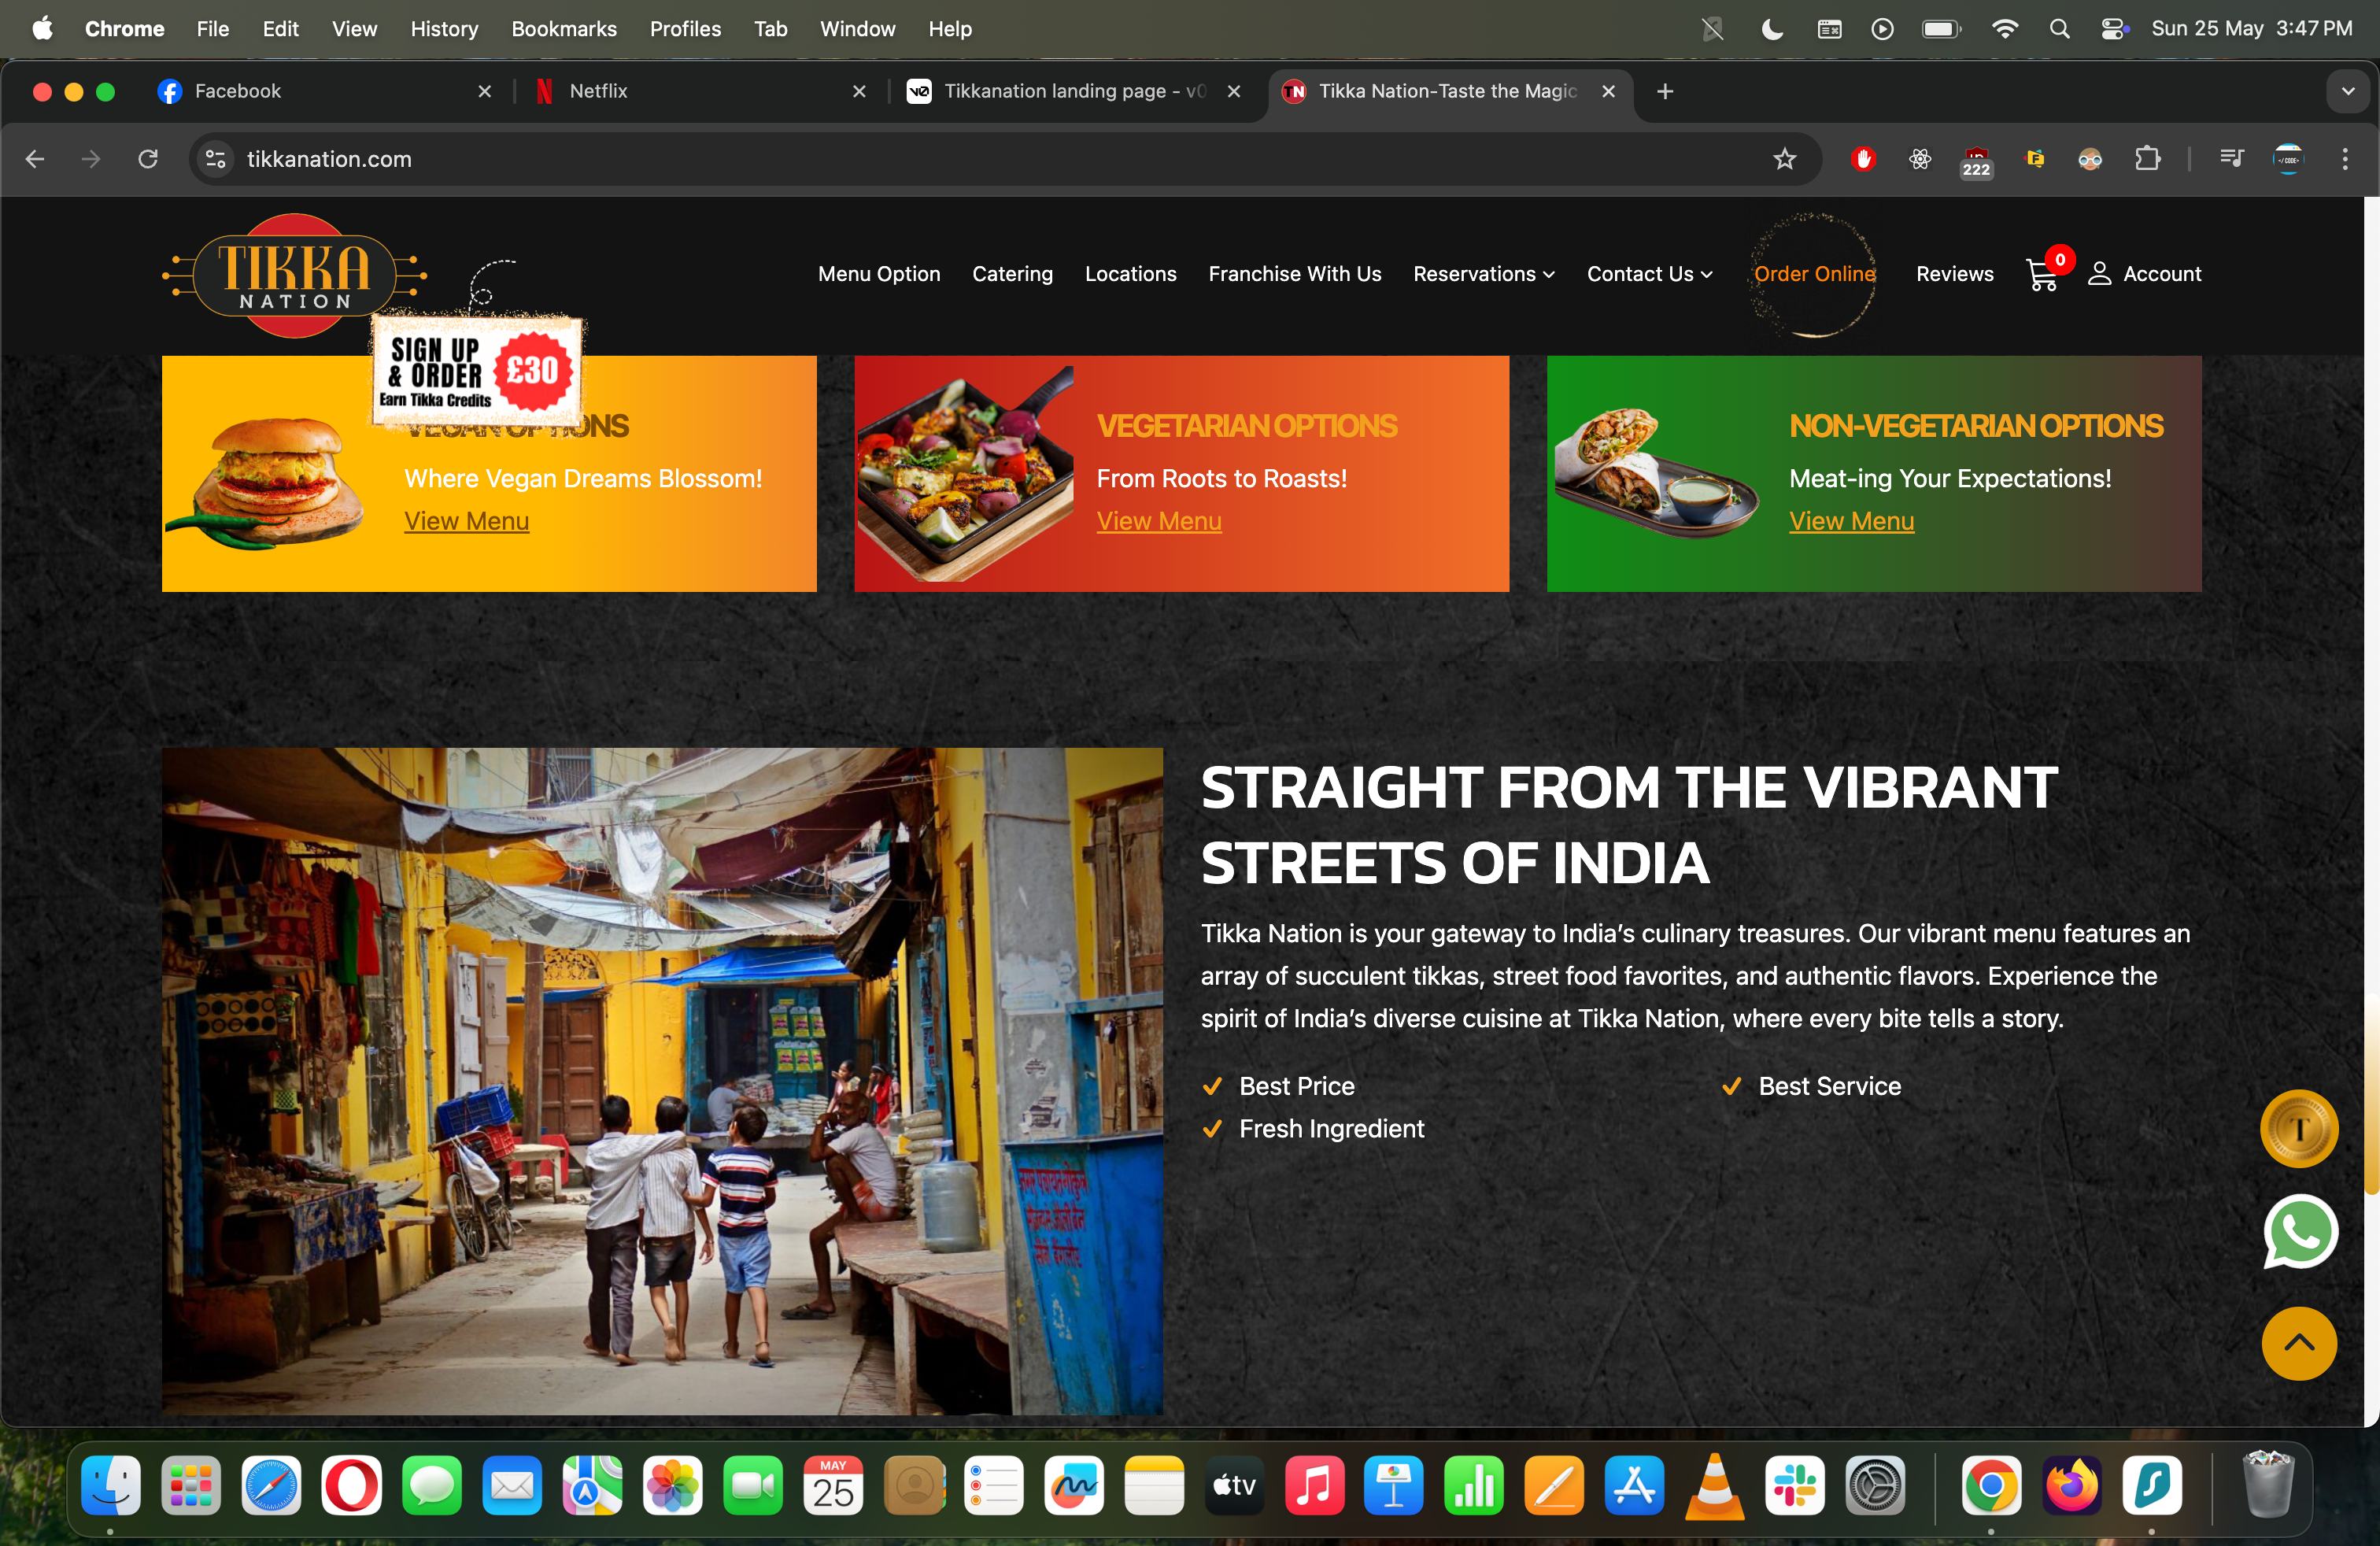 Chrome File Edit View History Bookmarks Profiles Tab Window Help Sun 25 May 3:47 PM
Facebook Netflix Tikkanation landing page - v0 Tikka Nation-Taste the Magic
tikkanation.com 222 </ CODE>
TIKKA
NATION
Menu Option Catering Locations Franchise With Us Reservations Contact Us Order Online Reviews 0 Account
SIGN UP
& ORDER
Earn Tikka Credits
£30
VEGAN OPTIONS
Where Vegan Dreams Blossom!
View Menu
VEGETARIAN OPTIONS
From Roots to Roasts!
View Menu
NON-VEGETARIAN OPTIONS
Meat-ing Your Expectations!
View Menu
STRAIGHT FROM THE VIBRANT
STREETS OF INDIA
Tikka Nation is your gateway to India’s culinary treasures. Our vibrant menu features an
array of succulent tikkas, street food favorites, and authentic flavors. Experience the
spirit of India’s diverse cuisine at Tikka Nation, where every bite tells a story.
Best Price
Best Service
Fresh Ingredient
T
MAY
25
tv